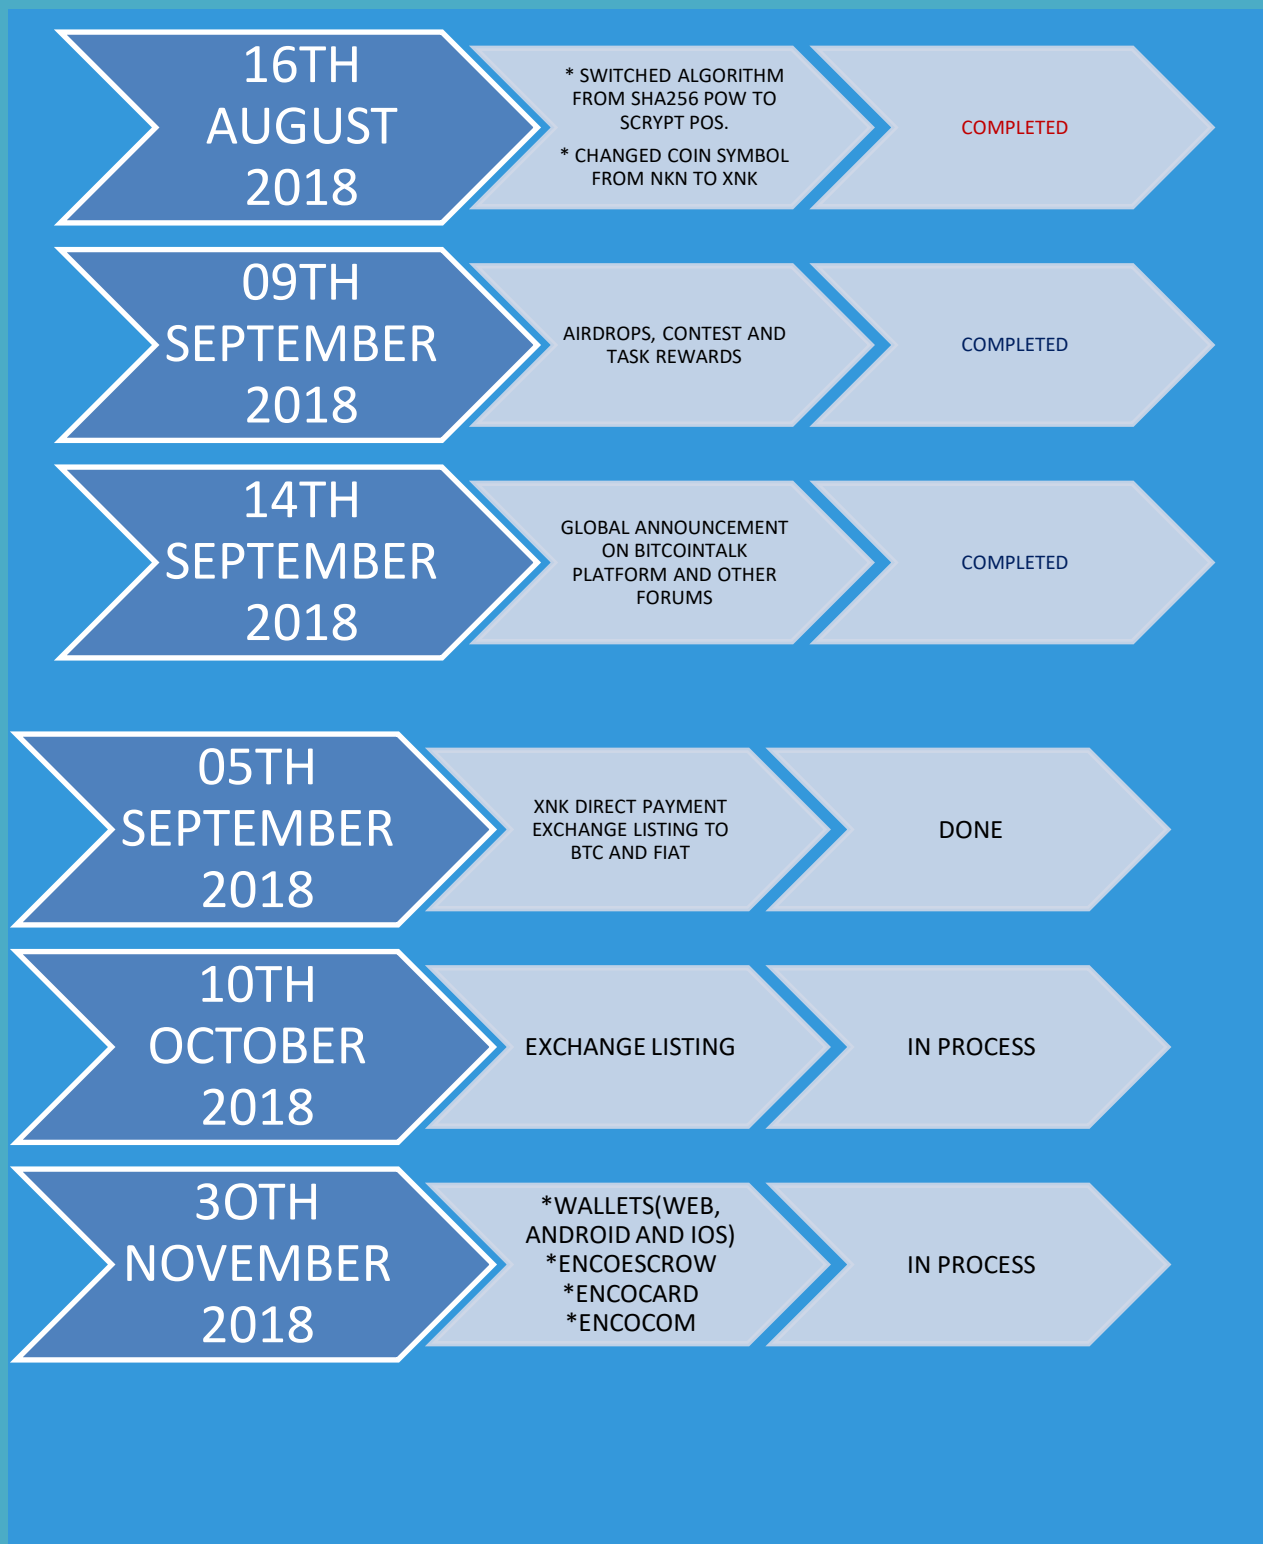 16TH
AUGUST
2018
* SWITCHED ALGORITHM
FROM SHA256 POW TO
SCRYPT POS.
* CHANGED COIN SYMBOL
FROM NKN TO XNK
COMPLETED
09TH
SEPTEMBER
2018
AIRDROPS, CONTEST AND
TASK REWARDS
COMPLETED
14TH
SEPTEMBER
2018
GLOBAL ANNOUNCEMENT
ON BITCOINTALK
PLATFORM AND OTHER
FORUMS
COMPLETED
05TH
SEPTEMBER
2018
XNK DIRECT PAYMENT
EXCHANGE LISTING TO
BTC AND FIAT
DONE
10TH
OCTOBER
2018
EXCHANGE LISTING
IN PROCESS
3OTH
NOVEMBER
2018
*WALLETS(WEB,
ANDROID AND IOS)
*ENCOESCROW
*ENCOCARD
*ENCOCOM
IN PROCESS